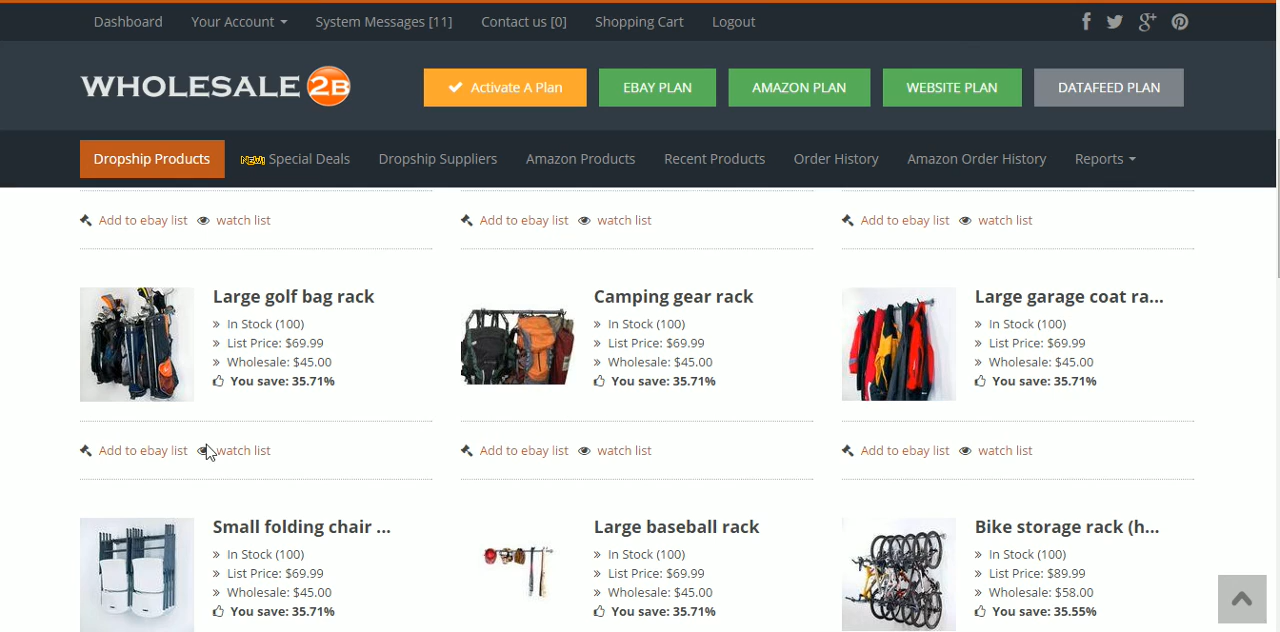 Dashboard Your Account System Messages [11] Contact us [0] Shopping Cart Logout
WHOLESALE 2B
Activate A Plan EBAY PLAN AMAZON PLAN WEBSITE PLAN DATAFEED PLAN
Dropship Products NEW! Special Deals Dropship Suppliers Amazon Products Recent Products Order History Amazon Order History Reports
Add to ebay list watch list Add to ebay list watch list Add to ebay list watch list
Large golf bag rack
» In Stock (100)
» List Price: $69.99
» Wholesale: $45.00
You save: 35.71%
Camping gear rack
» In Stock (100)
» List Price: $69.99
» Wholesale: $45.00
You save: 35.71%
Large garage coat ra...
» In Stock (100)
» List Price: $69.99
» Wholesale: $45.00
You save: 35.71%
Add to ebay list watch list Add to ebay list watch list Add to ebay list watch list
Small folding chair ...
» In Stock (100)
» List Price: $69.99
» Wholesale: $45.00
You save: 35.71%
Large baseball rack
» In Stock (100)
» List Price: $69.99
» Wholesale: $45.00
You save: 35.71%
Bike storage rack (h...
» In Stock (100)
» List Price: $89.99
» Wholesale: $58.00
You save: 35.55%